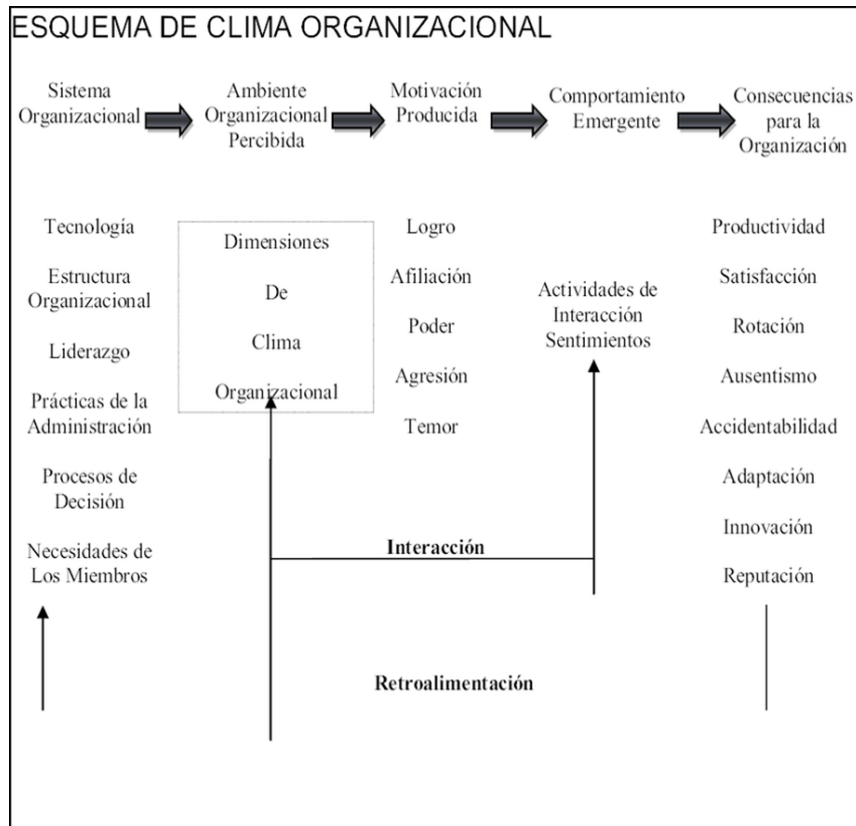 ESQUEMA DE CLIMA ORGANIZACIONAL
Sistema
Organizacional
Ambiente
Organizacional
Percibida
Motivación
Producida
Comportamiento
Emergente
Consecuencias
para la
Organización
Tecnología
Estructura
Organizacional
Liderazgo
Prácticas de la
Administración
Procesos de
Decisión
Necesidades de
Los Miembros
Dimensiones
De
Clima
Organizacional
Logro
Afiliación
Poder
Agresión
Temor
Actividades de
Interacción
Sentimientos
Productividad
Satisfacción
Rotación
Ausentismo
Accidentabilidad
Adaptación
Innovación
Reputación
Interacción
Retroalimentación